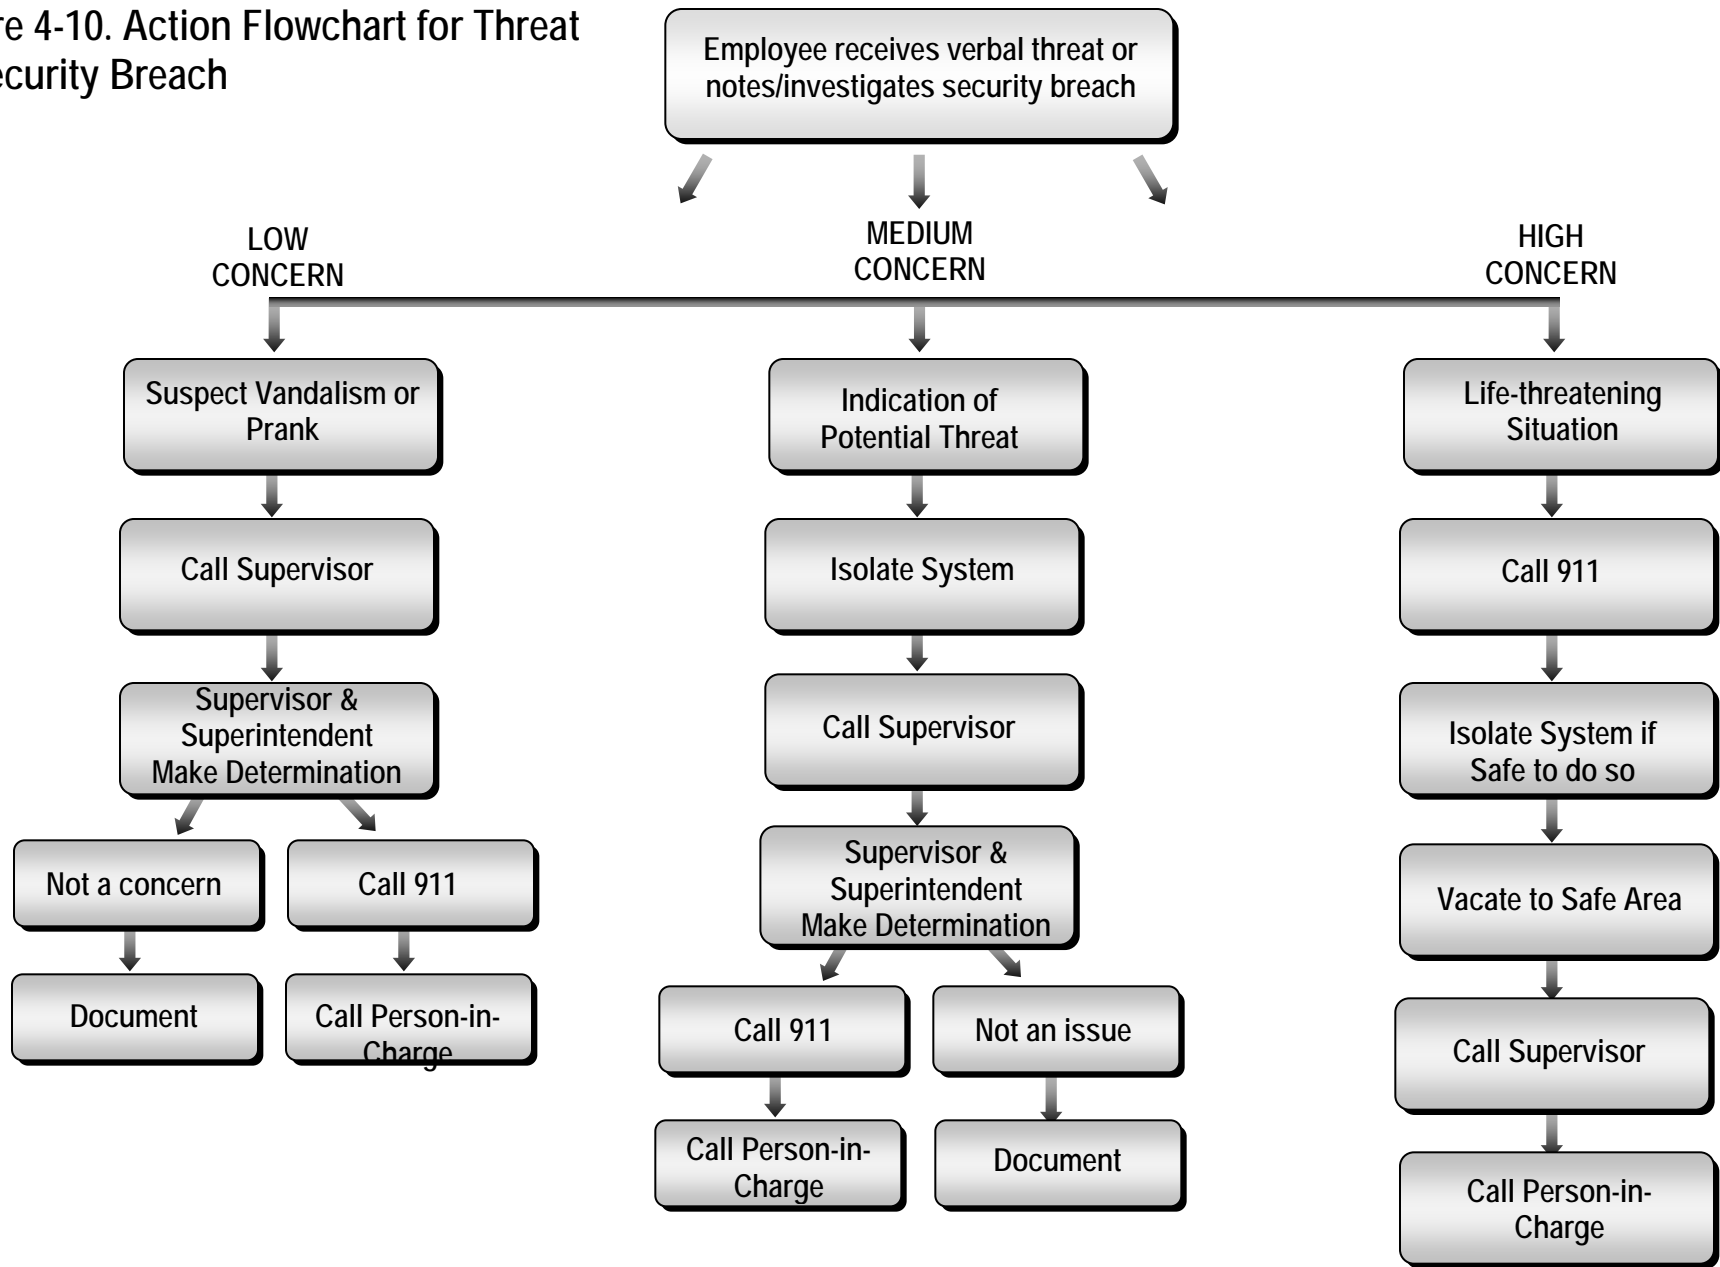 re 4-10. Action Flowchart for Threat
ecurity Breach
Employee receives verbal threat or
notes/investigates security breach
LOW
CONCERN
MEDIUM
CONCERN
HIGH
CONCERN
Suspect Vandalism or
Prank
Call Supervisor
Supervisor &
Superintendent
Make Determination
Not a concern
Document
Call 911
Call Person-in-
Charge
Indication of
Potential Threat
Isolate System
Call Supervisor
Supervisor &
Superintendent
Make Determination
Call 911
Call Person-in-
Charge
Not an issue
Document
Life-threatening
Situation
Call 911
Isolate System if
Safe to do so
Vacate to Safe Area
Call Supervisor
Call Person-in-
Charge